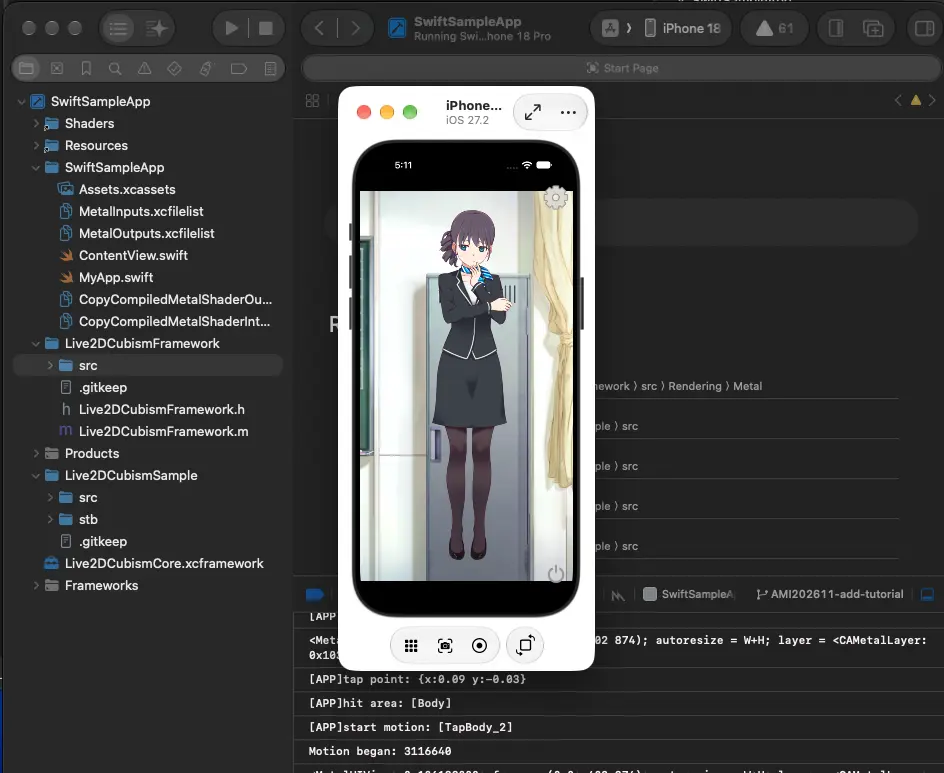 SwiftSampleApp
Running Swi...hone 18 Pro
iPhone 18
61
Start Page
SwiftSampleApp
Shaders
Resources
SwiftSampleApp
Assets.xcassets
MetalInputs.xcfilelist
MetalOutputs.xcfilelist
ContentView.swift
MyApp.swift
CopyCompiledMetalShaderOu...
CopyCompiledMetalShaderInt...
Live2DCubismFramework
src
.gitkeep
Live2DCubismFramework.h
Live2DCubismFramework.m
Products
Live2DCubismSample
src
stb
.gitkeep
Live2DCubismCore.xcframework
Frameworks
iPhone...
iOS 27.2
5:11
R
ework ⟩ src ⟩ Rendering ⟩ Metal
ple ⟩ src
ple ⟩ src
ple ⟩ src
ple ⟩ src
SwiftSampleA
AMI202611-add-tutorial
[APP]
<Meta
02 874); autoresize = W+H; layer = <CAMetalLayer:
[APP]tap point: {x:0.09 y:-0.03}
[APP]hit area: [Body]
[APP]start motion: [TapBody_2]
Motion began: 3116640